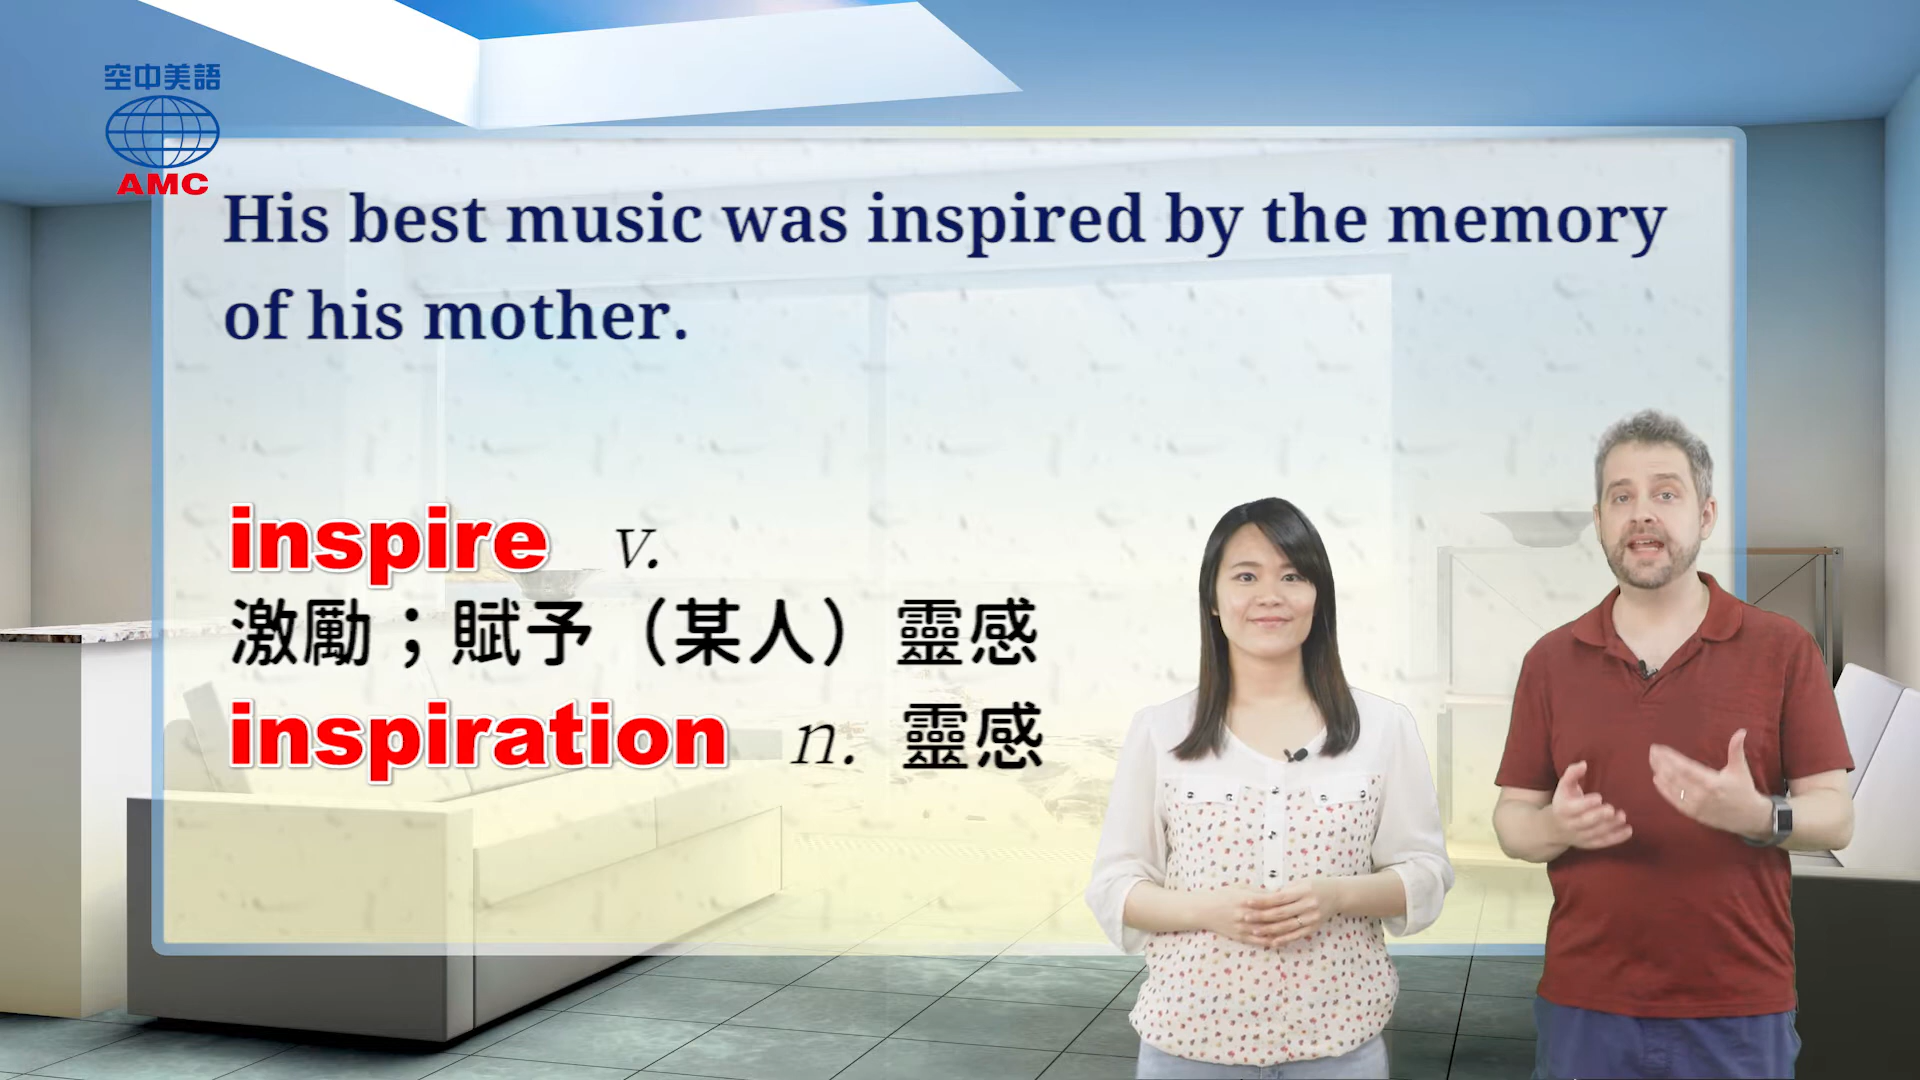 空中美語
AMC
His best music was inspired by the memory
of his mother.
inspire v.
激勵；賦予（某人）靈感
inspiration n. 靈感